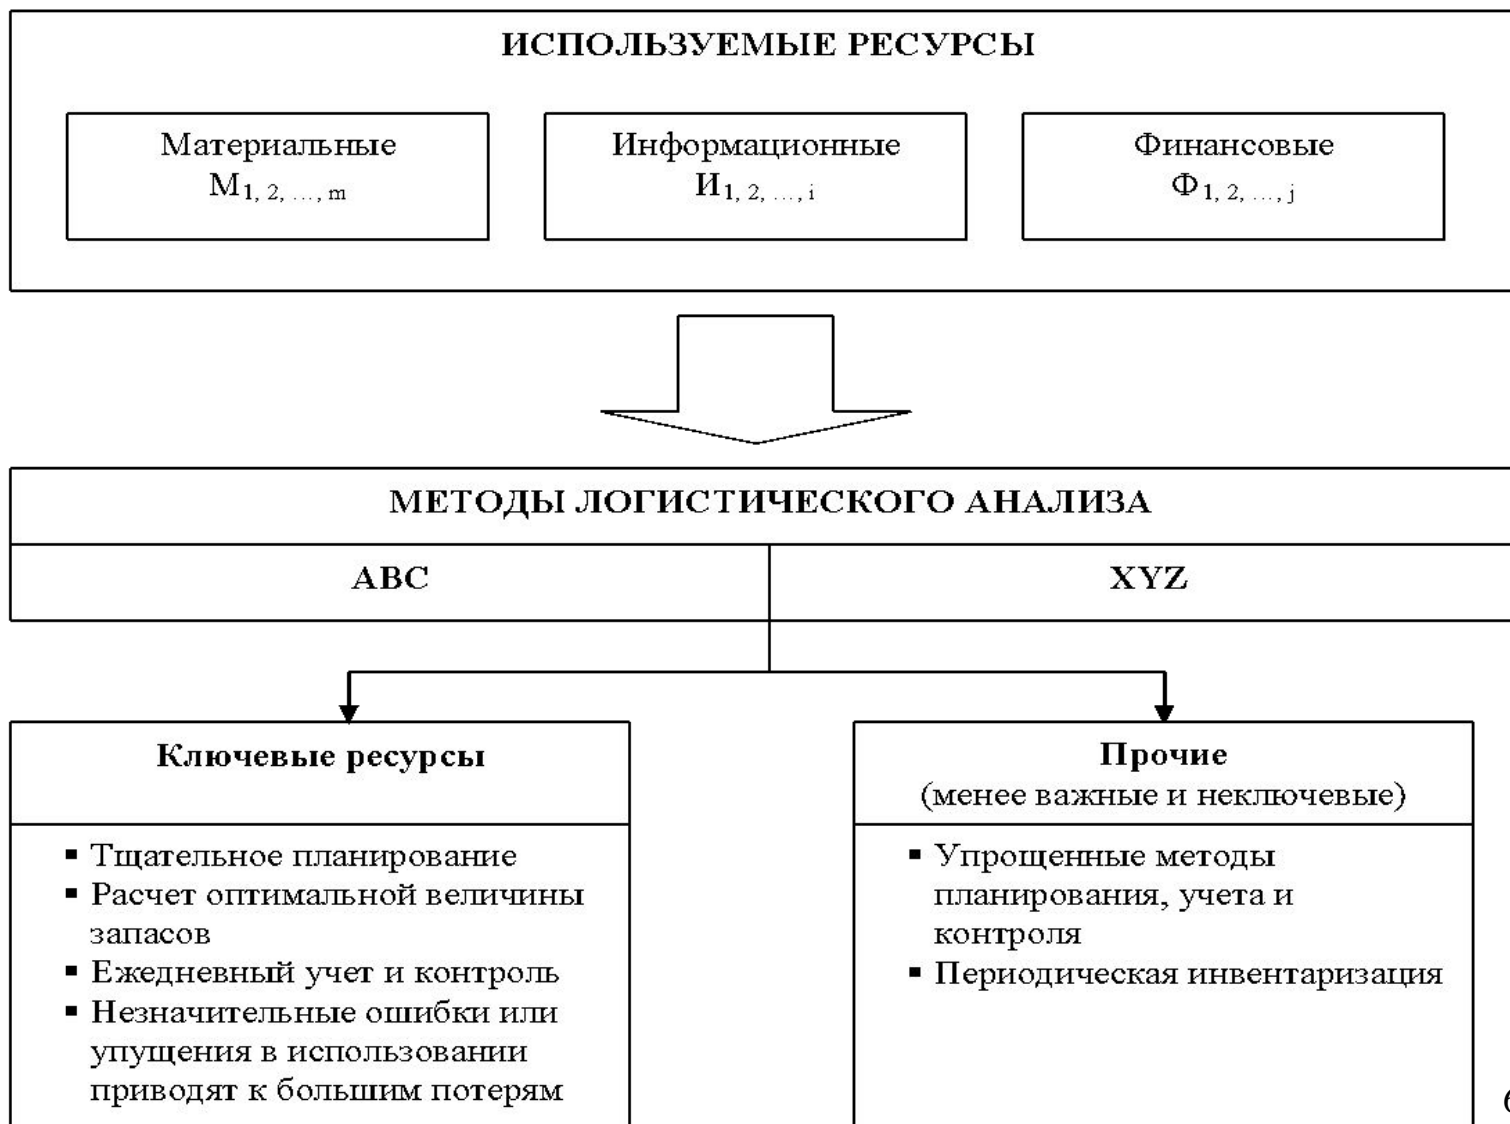 ИСПОЛЬЗУЕМЫЕ РЕСУРСЫ
Материальные
М1, 2, ..., m
Информационные
И1, 2, ..., i
Финансовые
Ф1, 2, ..., j
МЕТОДЫ ЛОГИСТИЧЕСКОГО АНАЛИЗА
ABC
XYZ
Ключевые ресурсы
▪ Тщательное планирование
▪ Расчет оптимальной величины
запасов
▪ Ежедневный учет и контроль
▪ Незначительные ошибки или
упущения в использовании
приводят к большим потерям
Прочие
(менее важные и неключевые)
▪ Упрощенные методы
планирования, учета и
контроля
▪ Периодическая инвентаризация